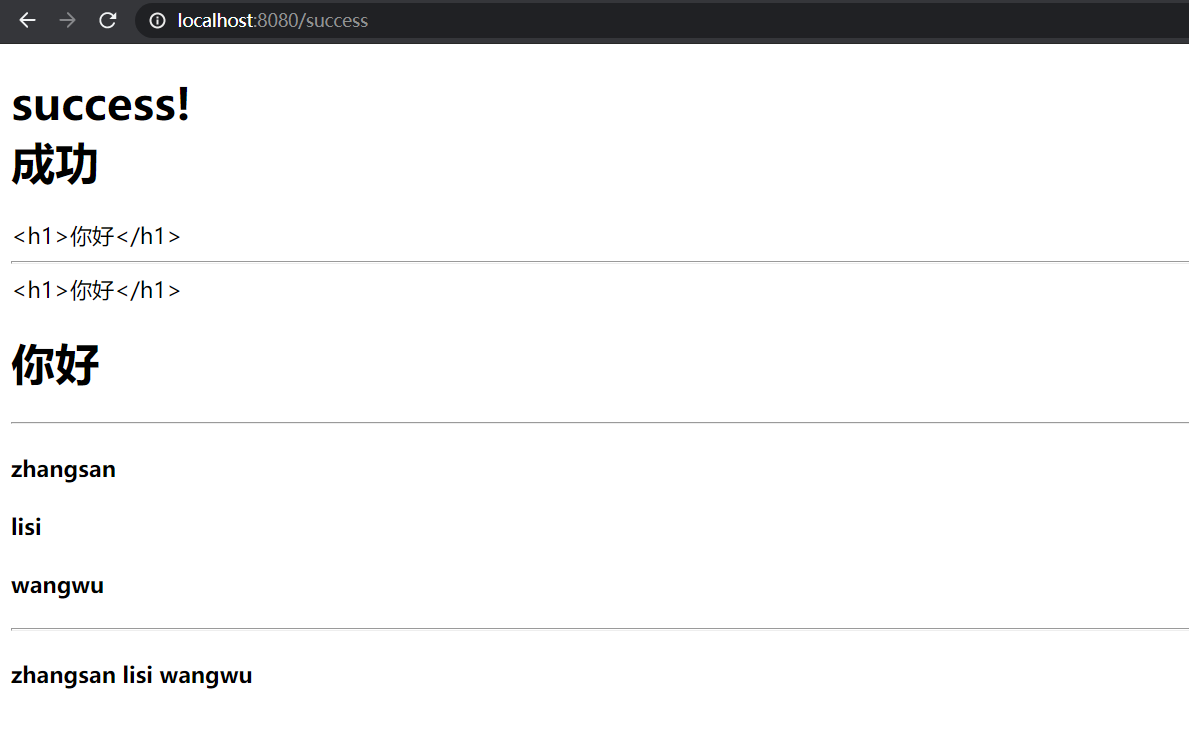 localhost:8080/success
success!
成功
<h1>你好</h1>
<h1>你好</h1>
你好
zhangsan
lisi
wangwu
zhangsan lisi wangwu